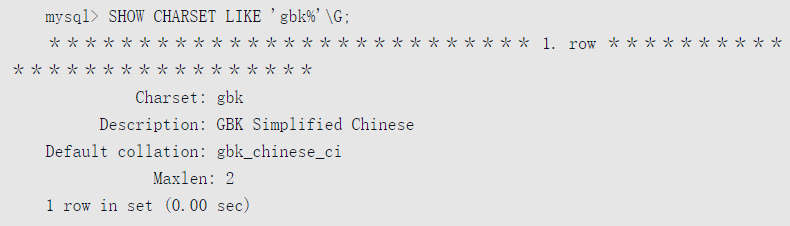 mysql> SHOW CHARSET LIKE 'gbk%'\G;
*************************** 1. row **********
*****************
Charset: gbk
Description: GBK Simplified Chinese
Default collation: gbk_chinese_ci
Maxlen: 2
1 row in set (0.00 sec)